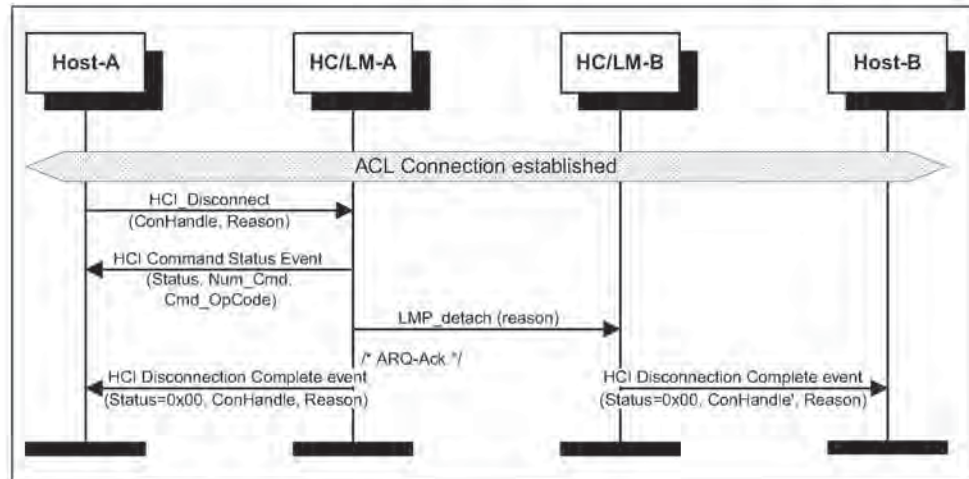 Host-A
HC/LM-A
HC/LM-B
Host-B
ACL Connection established
HCI_Disconnect
(ConHandle, Reason)
HCI Command Status Event
(Status, Num_Cmd,
Cmd_OpCode)
LMP_detach (reason)
/* ARQ-Ack */
HCI Disconnection Complete event
(Status=0x00, ConHandle, Reason)
HCI Disconnection Complete event
(Status=0x00, ConHandle', Reason)